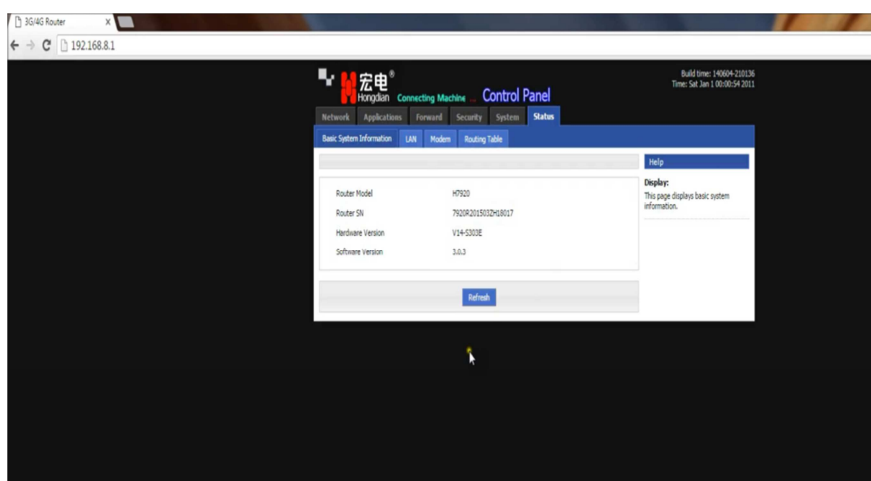 3G/4G Router
192.168.8.1
宏电®
Hongdian Connecting Machine ... Control Panel
Build time: 140604-210136
Time: Sat Jan 1 00:00:54 2011
Network Applications Forward Security System Status
Basic System Information LAN Modem Routing Table
Help
Display:
This page displays basic system
information.
Router Model H7920
Router SN 7920R201503ZH18017
Hardware Version V14-S303E
Software Version 3.0.3
Refresh